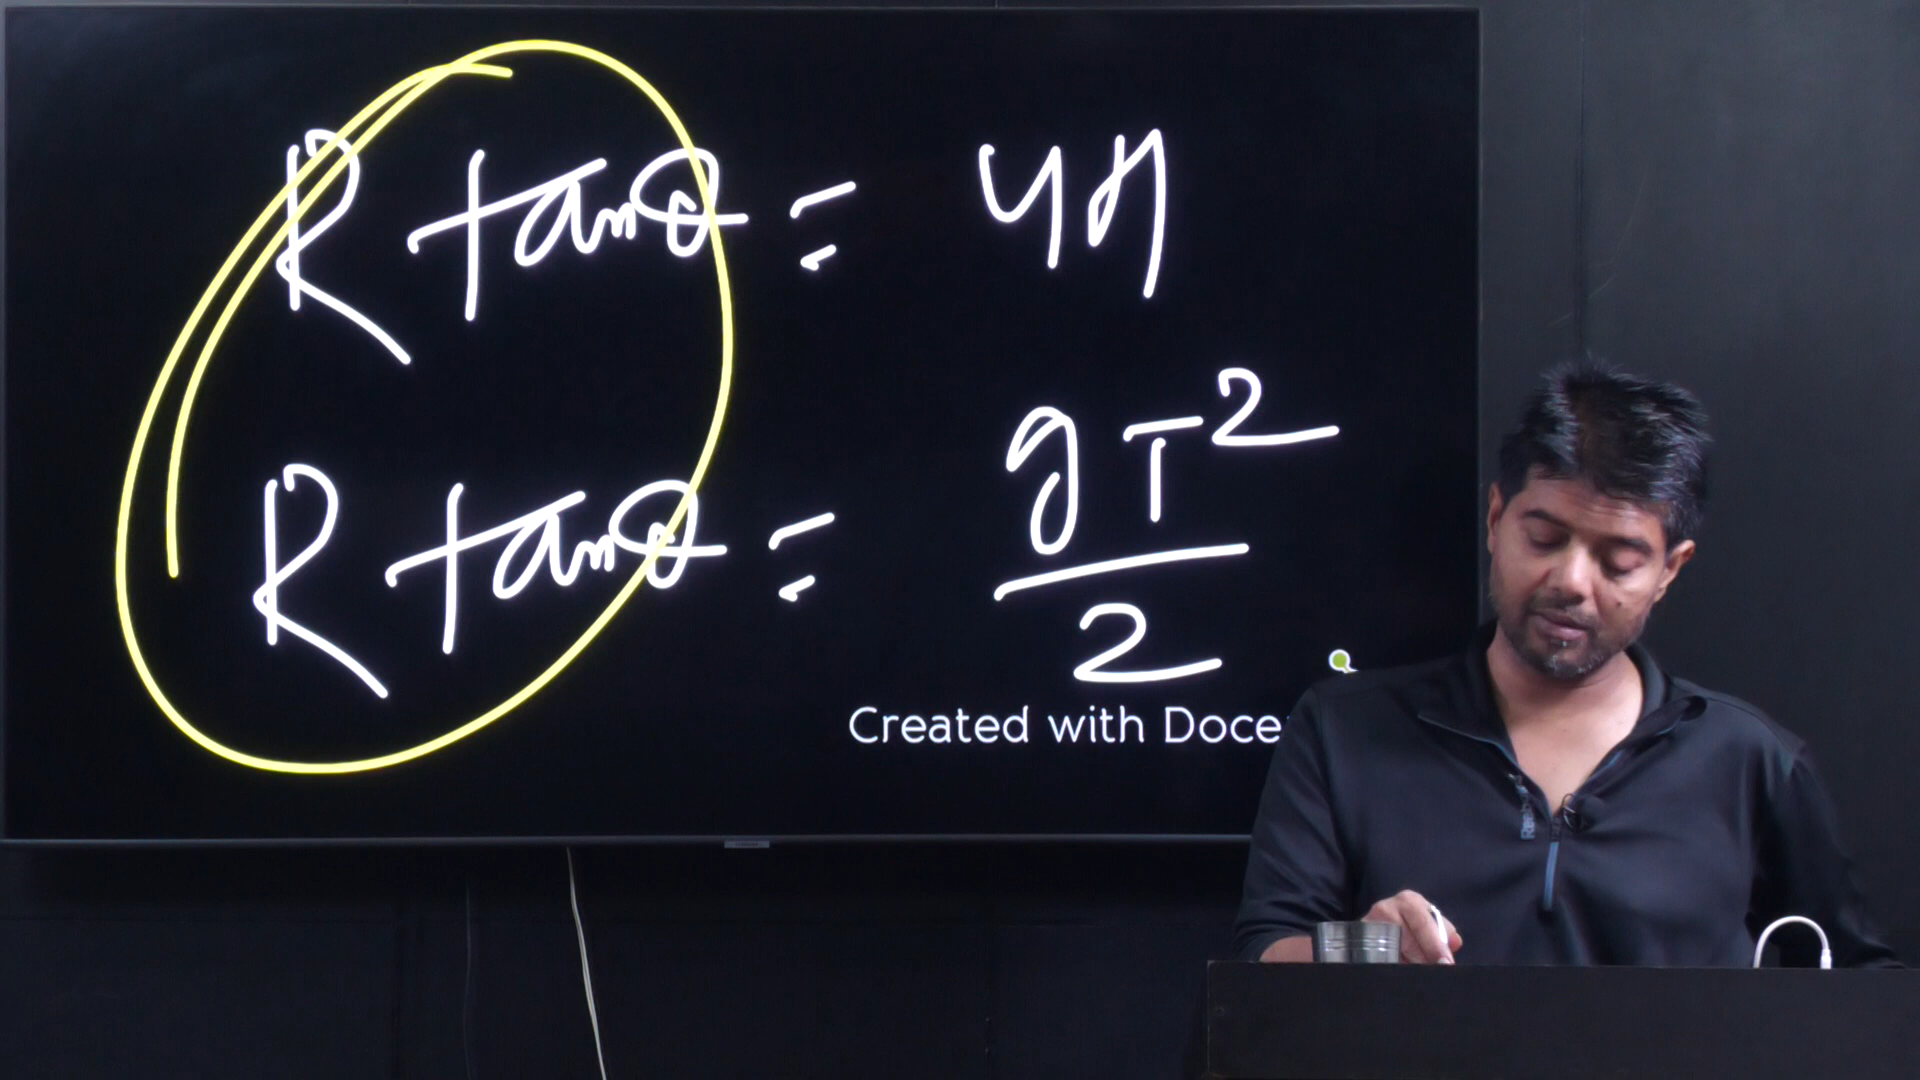 R tanθ = 4H
R tanθ = gT²/2
Created with Doce